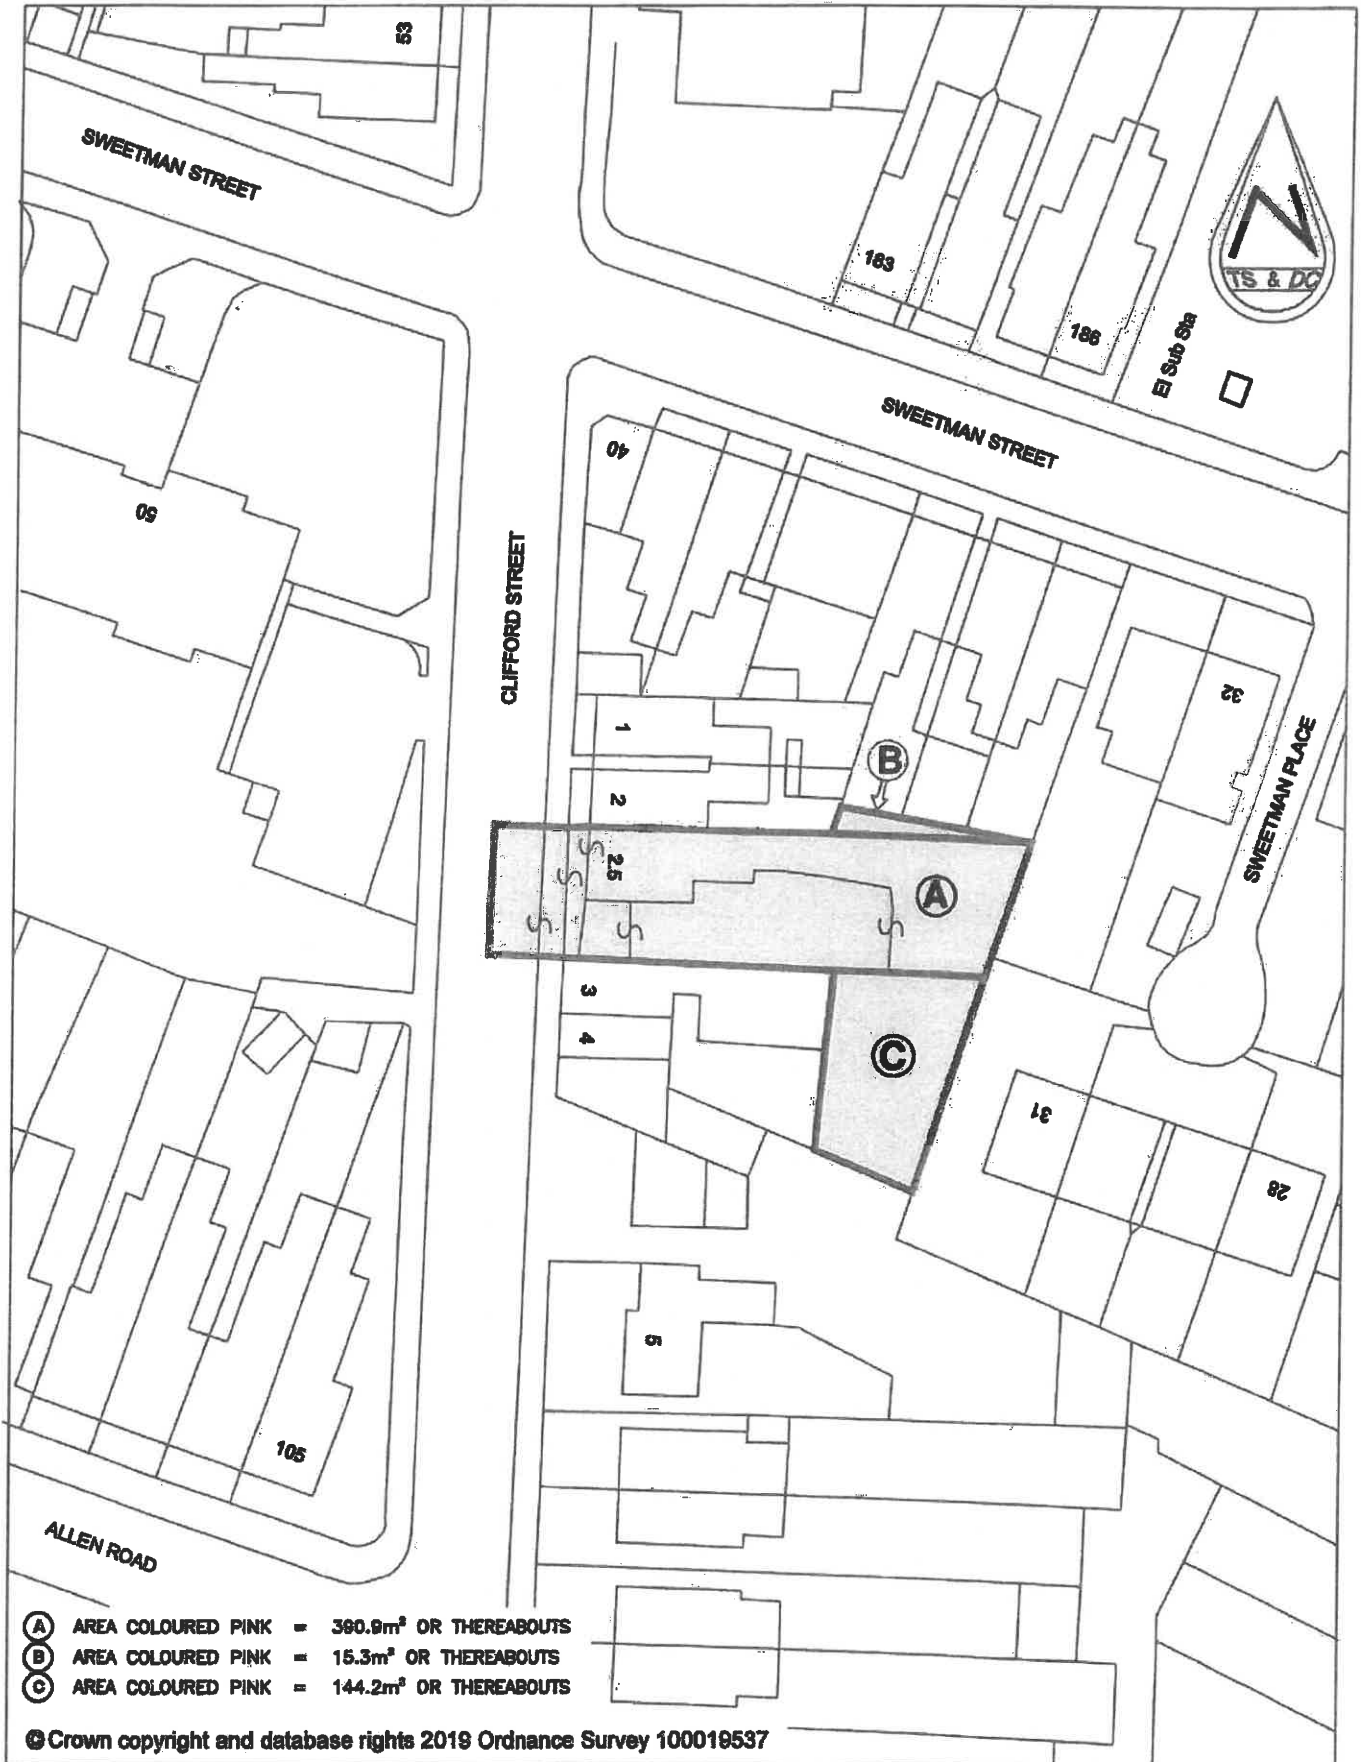 53
SWEETMAN STREET
183
186
El Sub Sta
N
TS & DC
SWEETMAN STREET
40
50
CLIFFORD STREET
32
SWEETMAN PLACE
1
B
2
2.5
S
S
S
S
S
A
3
4
C
31
28
5
105
ALLEN ROAD
A AREA COLOURED PINK = 390.9m² OR THEREABOUTS
B AREA COLOURED PINK = 15.3m² OR THEREABOUTS
C AREA COLOURED PINK = 144.2m² OR THEREABOUTS
© Crown copyright and database rights 2019 Ordnance Survey 100019537